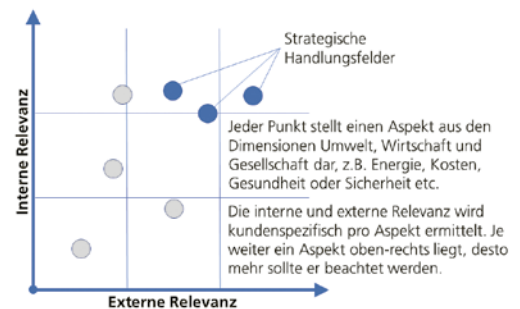 Strategische
Handlungsfelder
Jeder Punkt stellt einen Aspekt aus den
Dimensionen Umwelt, Wirtschaft und
Gesellschaft dar, z.B. Energie, Kosten,
Gesundheit oder Sicherheit etc.
Die interne und externe Relevanz wird
kundenspezifisch pro Aspekt ermittelt. Je
weiter ein Aspekt oben-rechts liegt, desto
mehr sollte er beachtet werden.
Interne Relevanz
Externe Relevanz